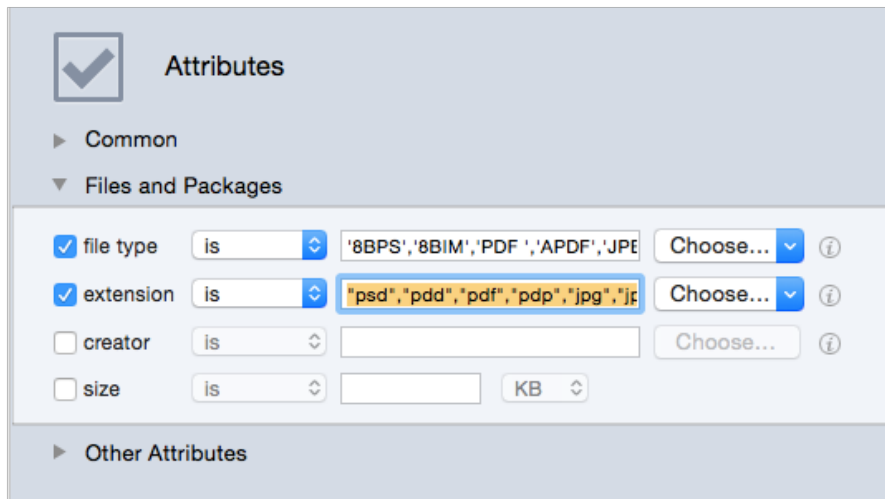 Attributes
Common
Files and Packages
file type is '8BPS','8BIM','PDF ','APDF','JPE Choose...
extension is "psd","pdd","pdf","pdp","jpg","jp Choose...
creator is Choose...
size is KB
Other Attributes